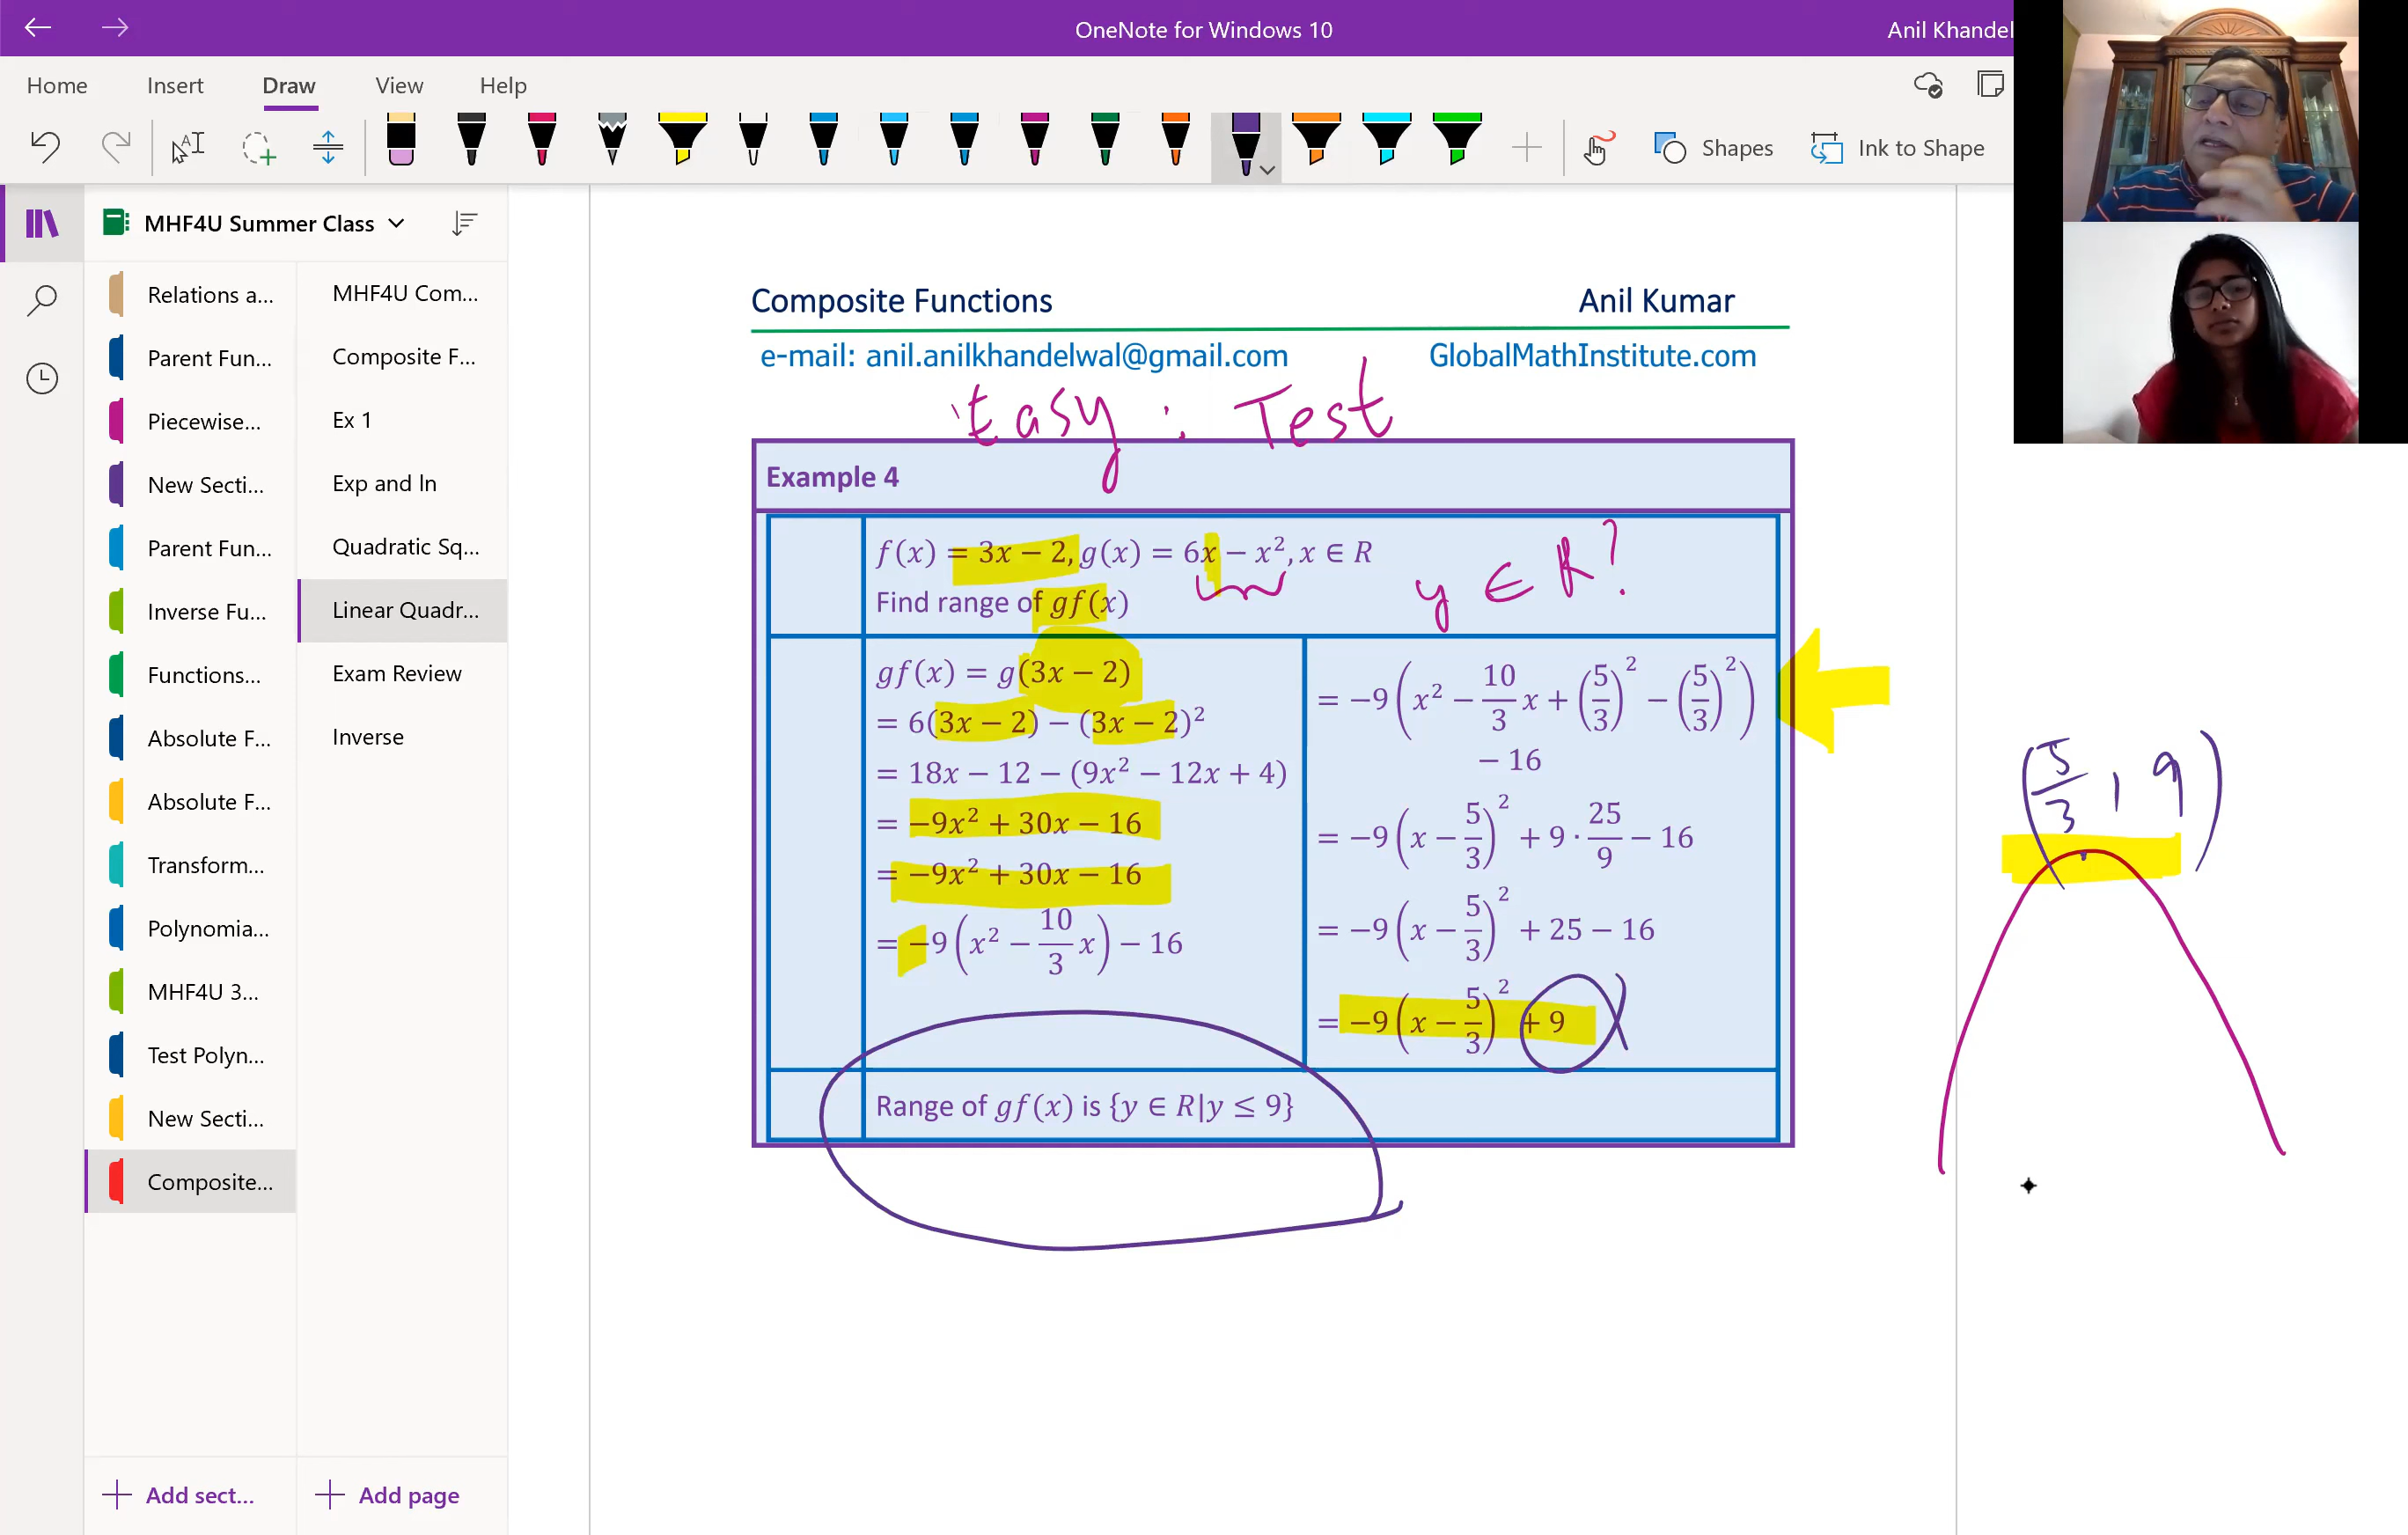 OneNote for Windows 10
Anil Khandel
Home Insert Draw View Help
Shapes Ink to Shape
MHF4U Summer Class
Relations a...
Parent Fun...
Piecewise...
New Secti...
Parent Fun...
Inverse Fu...
Functions...
Absolute F...
Absolute F...
Transform...
Polynomia...
MHF4U 3...
Test Polyn...
New Secti...
Composite...
Add sect...
MHF4U Com...
Composite F...
Ex 1
Exp and ln
Quadratic Sq...
Linear Quadr...
Exam Review
Inverse
Add page
Composite Functions Anil Kumar
e-mail: anil.anilkhandelwal@gmail.com GlobalMathInstitute.com
Easy : Test
Example 4
f(x) = 3x − 2, g(x) = 6x − x², x ∈ R
y ∈ R?
Find range of gf(x)
gf(x) = g(3x − 2)
= 6(3x − 2) − (3x − 2)²
= 18x − 12 − (9x² − 12x + 4)
= −9x² + 30x − 16
= −9x² + 30x − 16
= −9(x² − 10/3 x) − 16
= −9(x² − 10/3 x + (5/3)² − (5/3)²)
− 16
= −9(x − 5/3)² + 9 · 25/9 − 16
= −9(x − 5/3)² + 25 − 16
= −9(x − 5/3)² + 9
Range of gf(x) is {y ∈ R|y ≤ 9}
(5/3, 9)